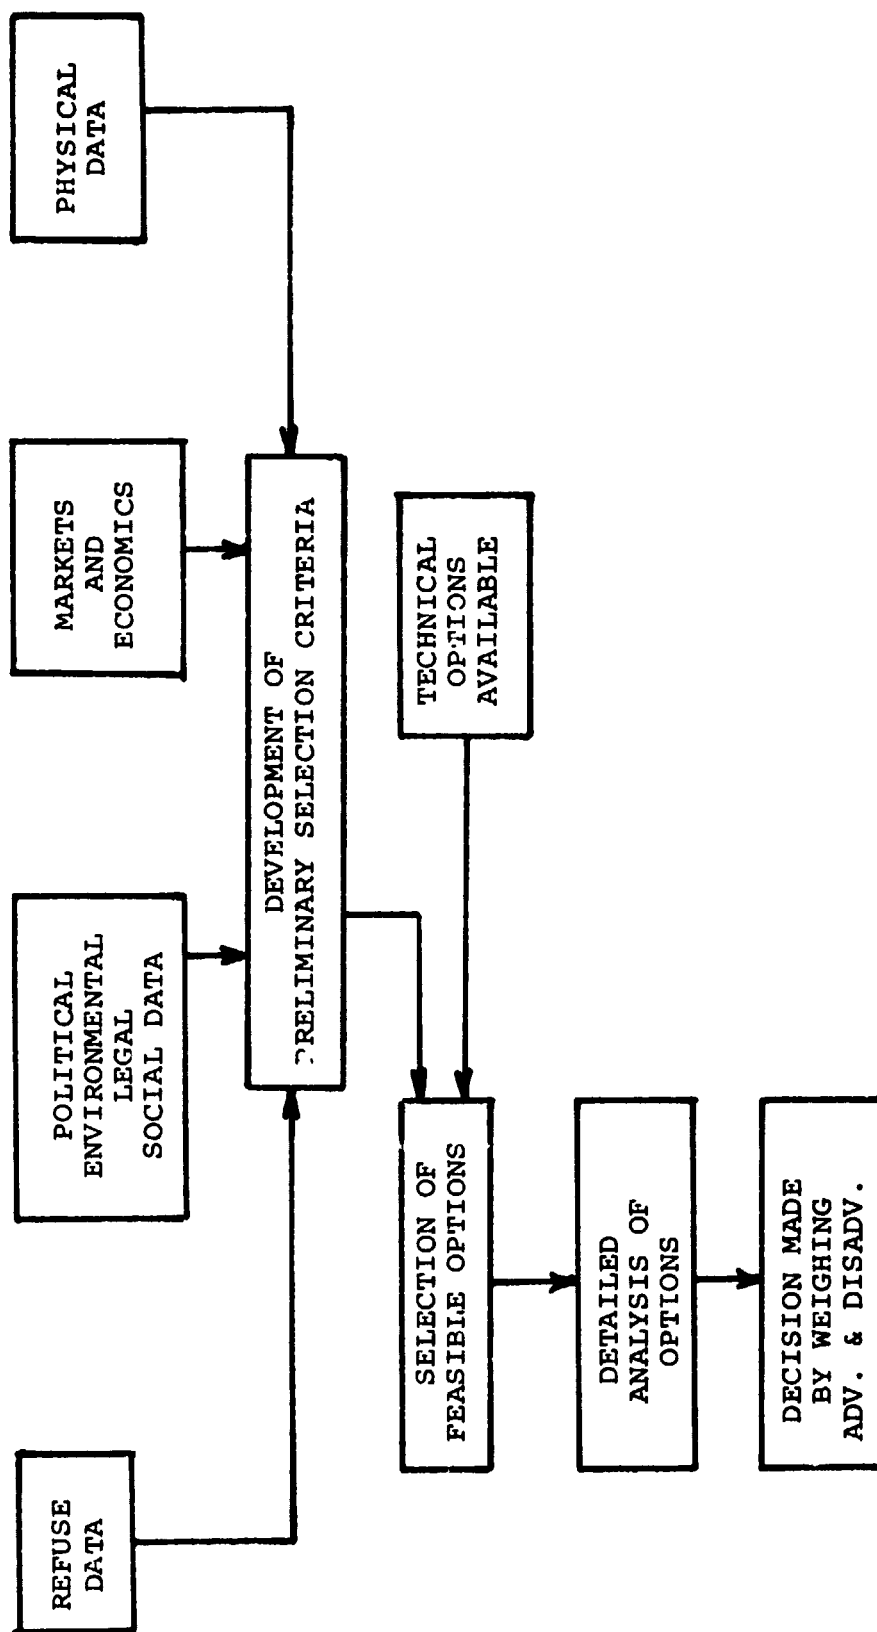 REFUSE
DATA
POLITICAL
ENVIRONMENTAL
LEGAL
SOCIAL DATA
MARKETS
AND
ECONOMICS
PHYSICAL
DATA
DEVELOPMENT OF
PRELIMINARY SELECTION CRITERIA
TECHNICAL
OPTIONS
AVAILABLE
SELECTION OF
FEASIBLE OPTIONS
DETAILED
ANALYSIS OF
OPTIONS
DECISION MADE
BY WEIGHING
ADV. & DISADV.